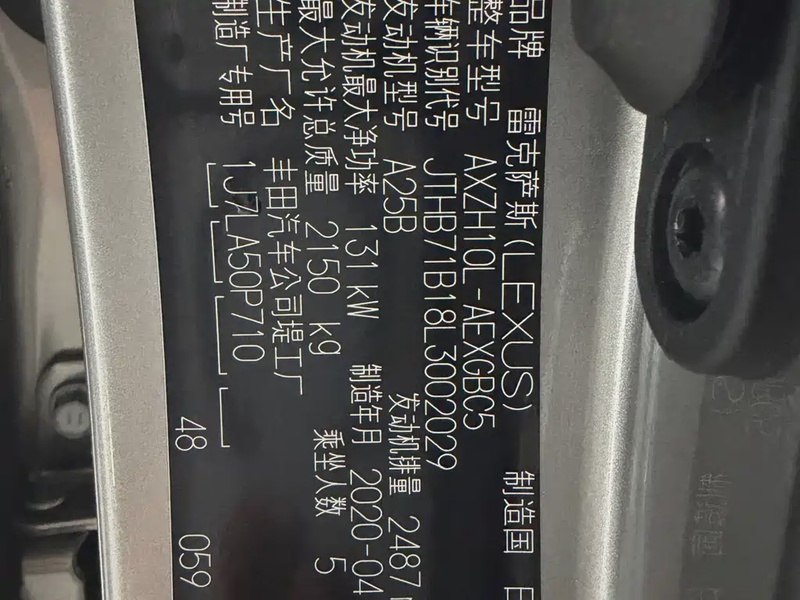 品牌 雷克萨斯(LEXUS) 制造国
整车型号 AXZH10L-AEXGBC5
车辆识别代号 JTHB71B18L3002029
发动机型号 A25B 发动机排量 2487
发动机最大净功率 131 kW 制造年月 2020-04
最大允许总质量 2150 kg 乘坐人数 5
生产厂名 丰田汽车公司堤工厂
制造厂专用号 1J7LA50P710
48 059